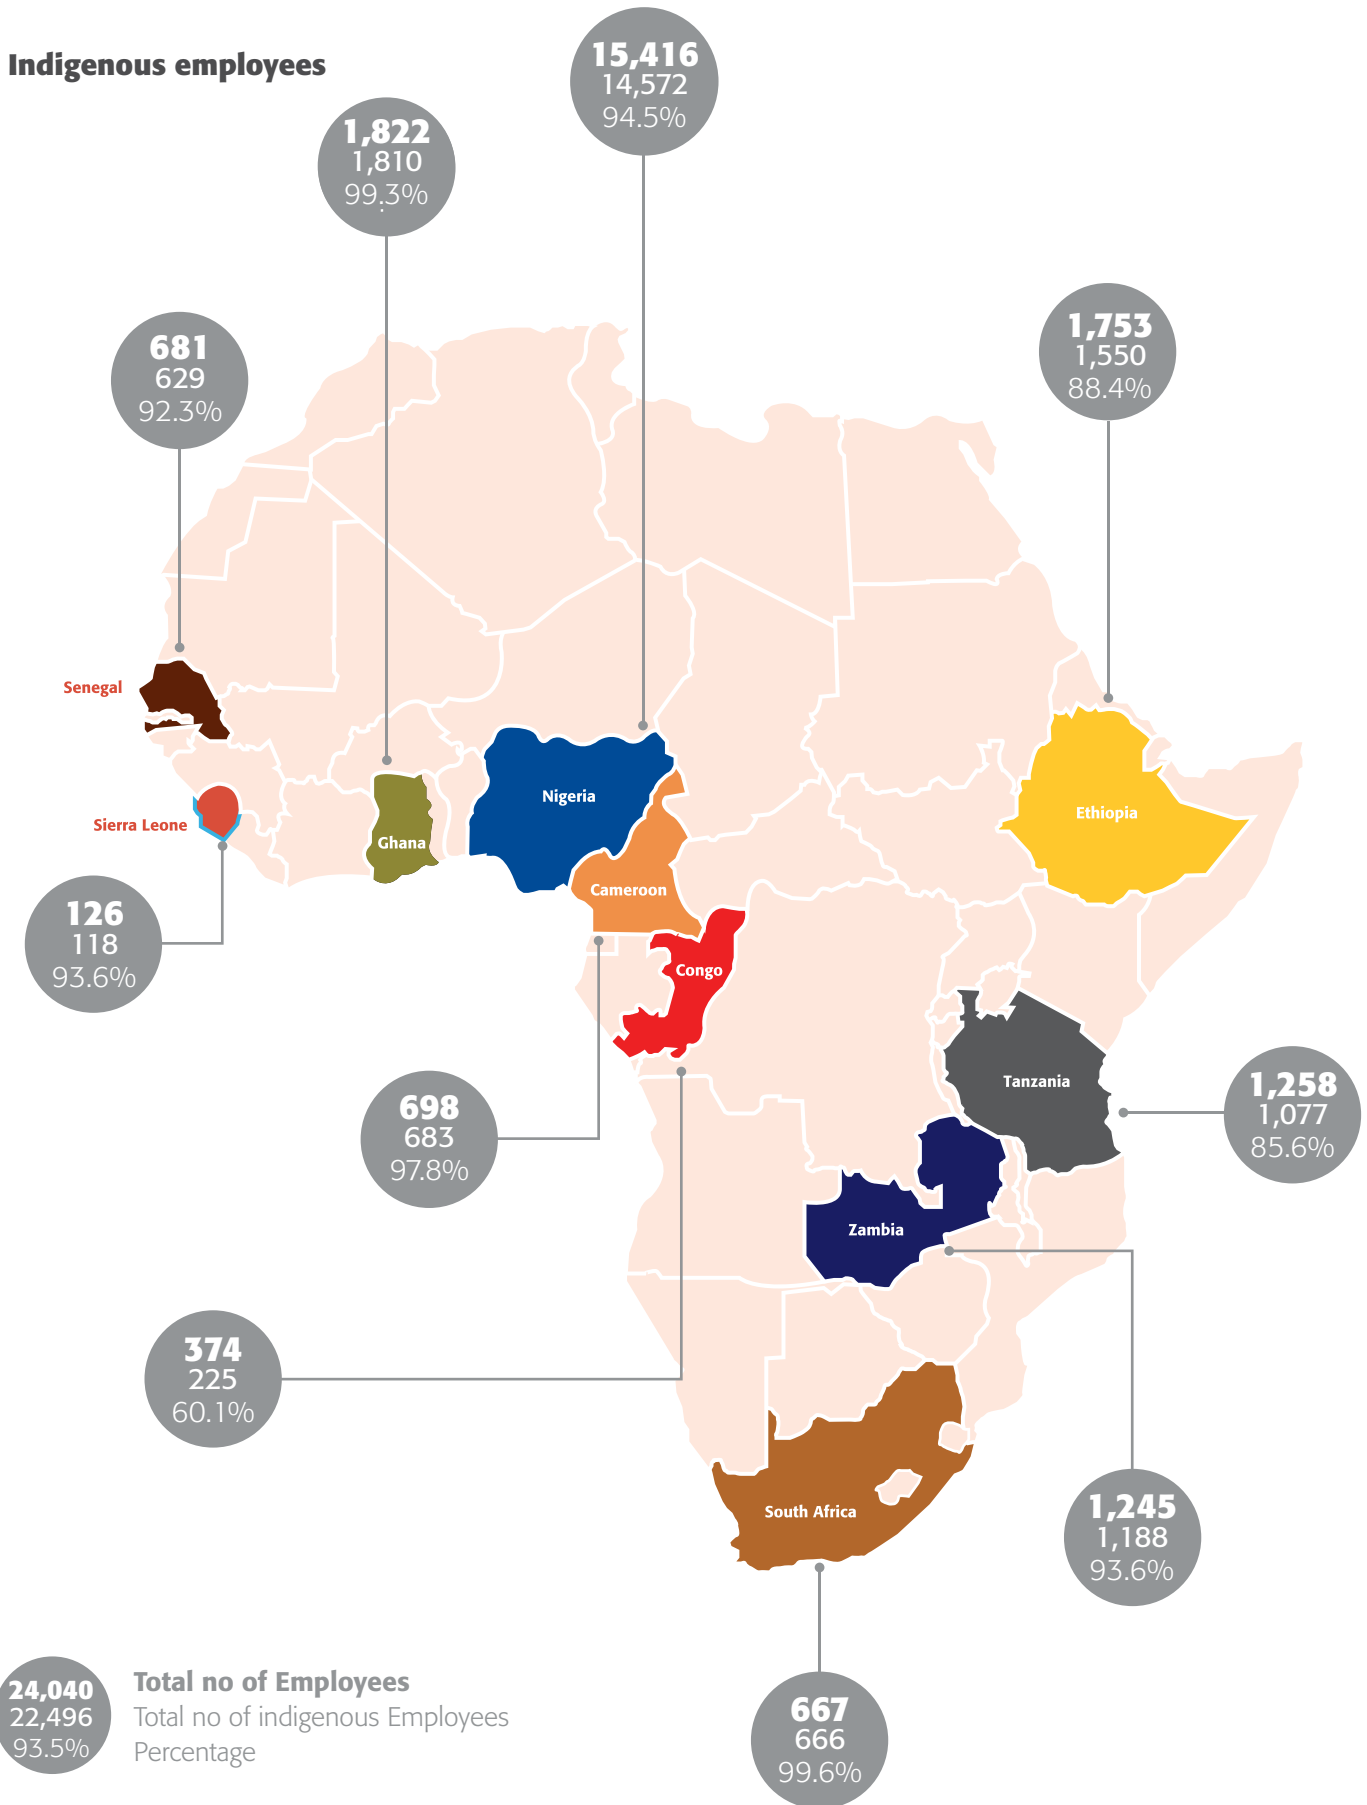 Indigenous employees
15,416
14,572
94.5%
1,822
1,810
99.3%
681
629
92.3%
1,753
1,550
88.4%
Senegal
Sierra Leone
Ghana
Nigeria
Cameroon
Congo
Ethiopia
Tanzania
Zambia
South Africa
126
118
93.6%
698
683
97.8%
1,258
1,077
85.6%
374
225
60.1%
1,245
1,188
93.6%
667
666
99.6%
24,040
22,496
93.5%
Total no of Employees
Total no of indigenous Employees
Percentage